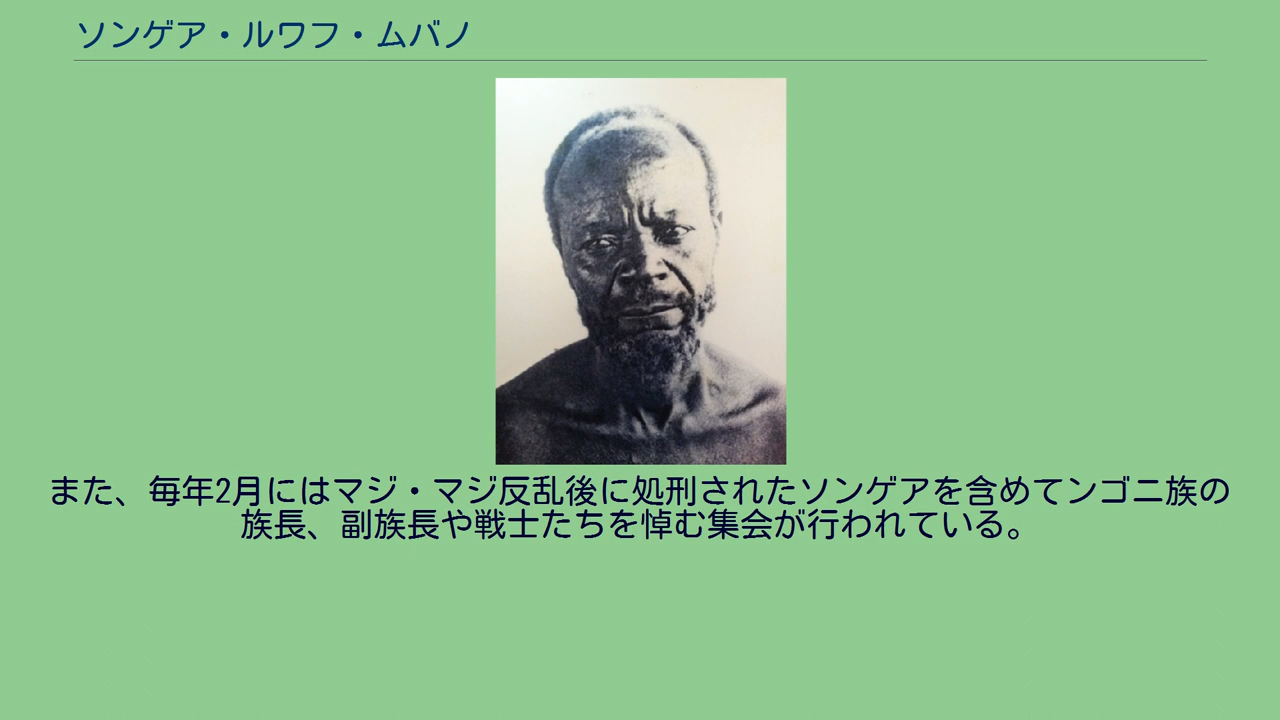 ソンゲア・ルワフ・ムバノ
また、毎年2月にはマジ・マジ反乱後に処刑されたソンゲアを含めてンゴニ族の
族長、副族長や戦士たちを悼む集会が行われている。